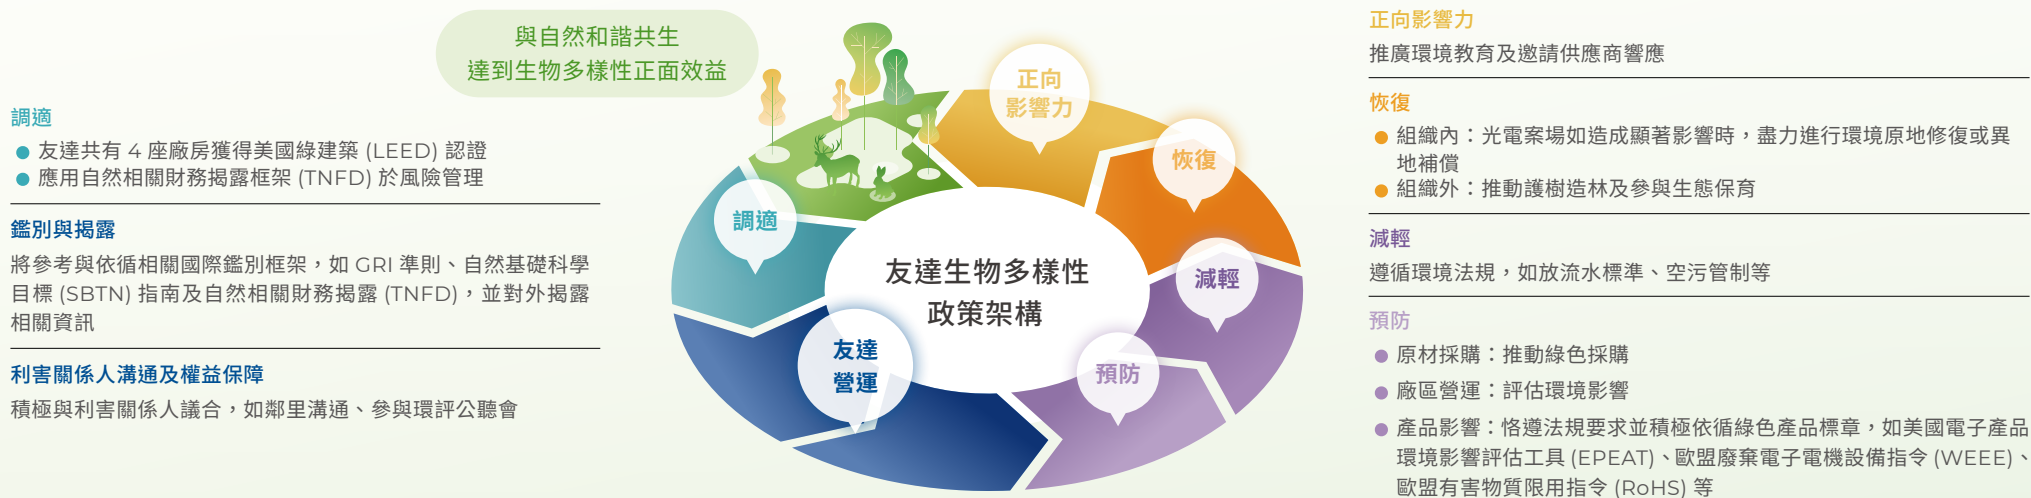 與自然和諧共生
達到生物多樣性正面效益
調適
● 友達共有 4 座廠房獲得美國綠建築 (LEED) 認證
● 應用自然相關財務揭露框架 (TNFD) 於風險管理
鑑別與揭露
將參考與依循相關國際鑑別框架，如 GRI 準則、自然基礎科學
目標 (SBTN) 指南及自然相關財務揭露 (TNFD)，並對外揭露
相關資訊
利害關係人溝通及權益保障
積極與利害關係人議合，如鄰里溝通、參與環評公聽會
正向
影響力
恢復
調適
減輕
友達生物多樣性
政策架構
友達
營運
預防
正向影響力
推廣環境教育及邀請供應商響應
恢復
● 組織內：光電案場如造成顯著影響時，盡力進行環境原地修復或異
地補償
● 組織外：推動護樹造林及參與生態保育
減輕
遵循環境法規，如放流水標準、空污管制等
預防
● 原材採購：推動綠色採購
● 廠區營運：評估環境影響
● 產品影響：恪遵法規要求並積極依循綠色產品標章，如美國電子產品
環境影響評估工具 (EPEAT)、歐盟廢棄電子電機設備指令 (WEEE)、
歐盟有害物質限用指令 (RoHS) 等